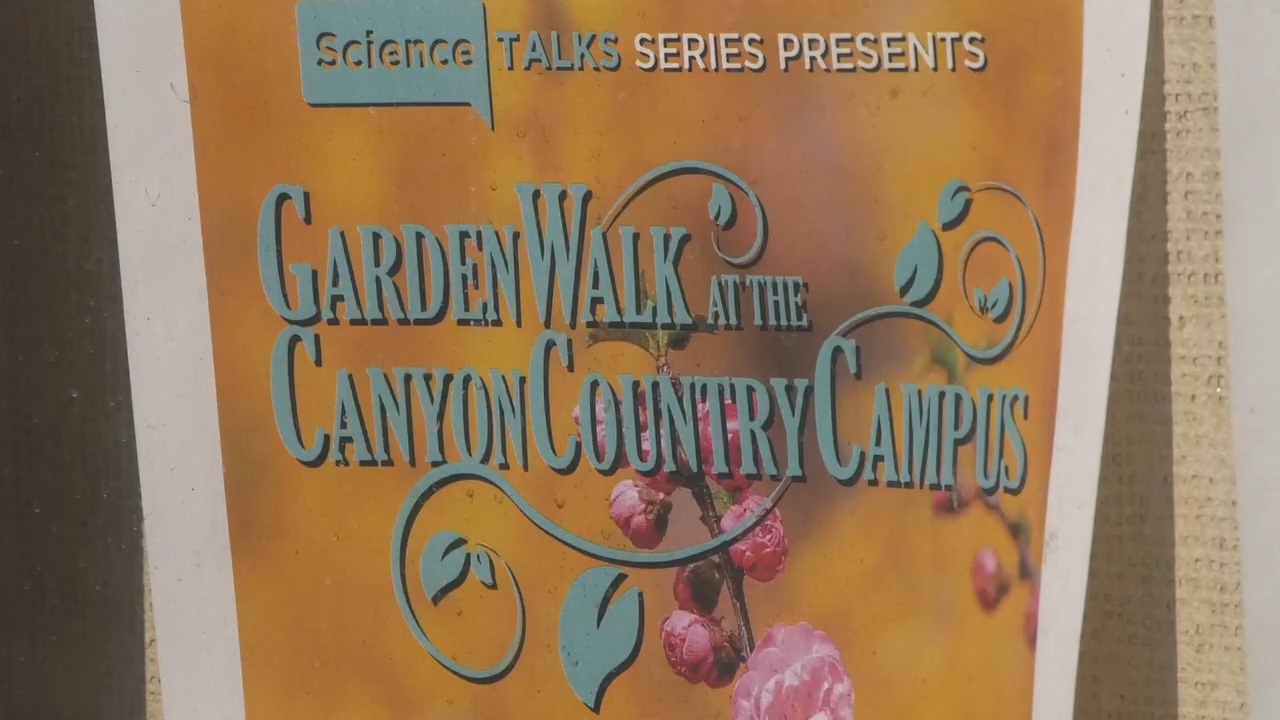 Science TALKS SERIES PRESENTS
GARDEN WALK AT THE
CANYON COUNTRY CAMPUS